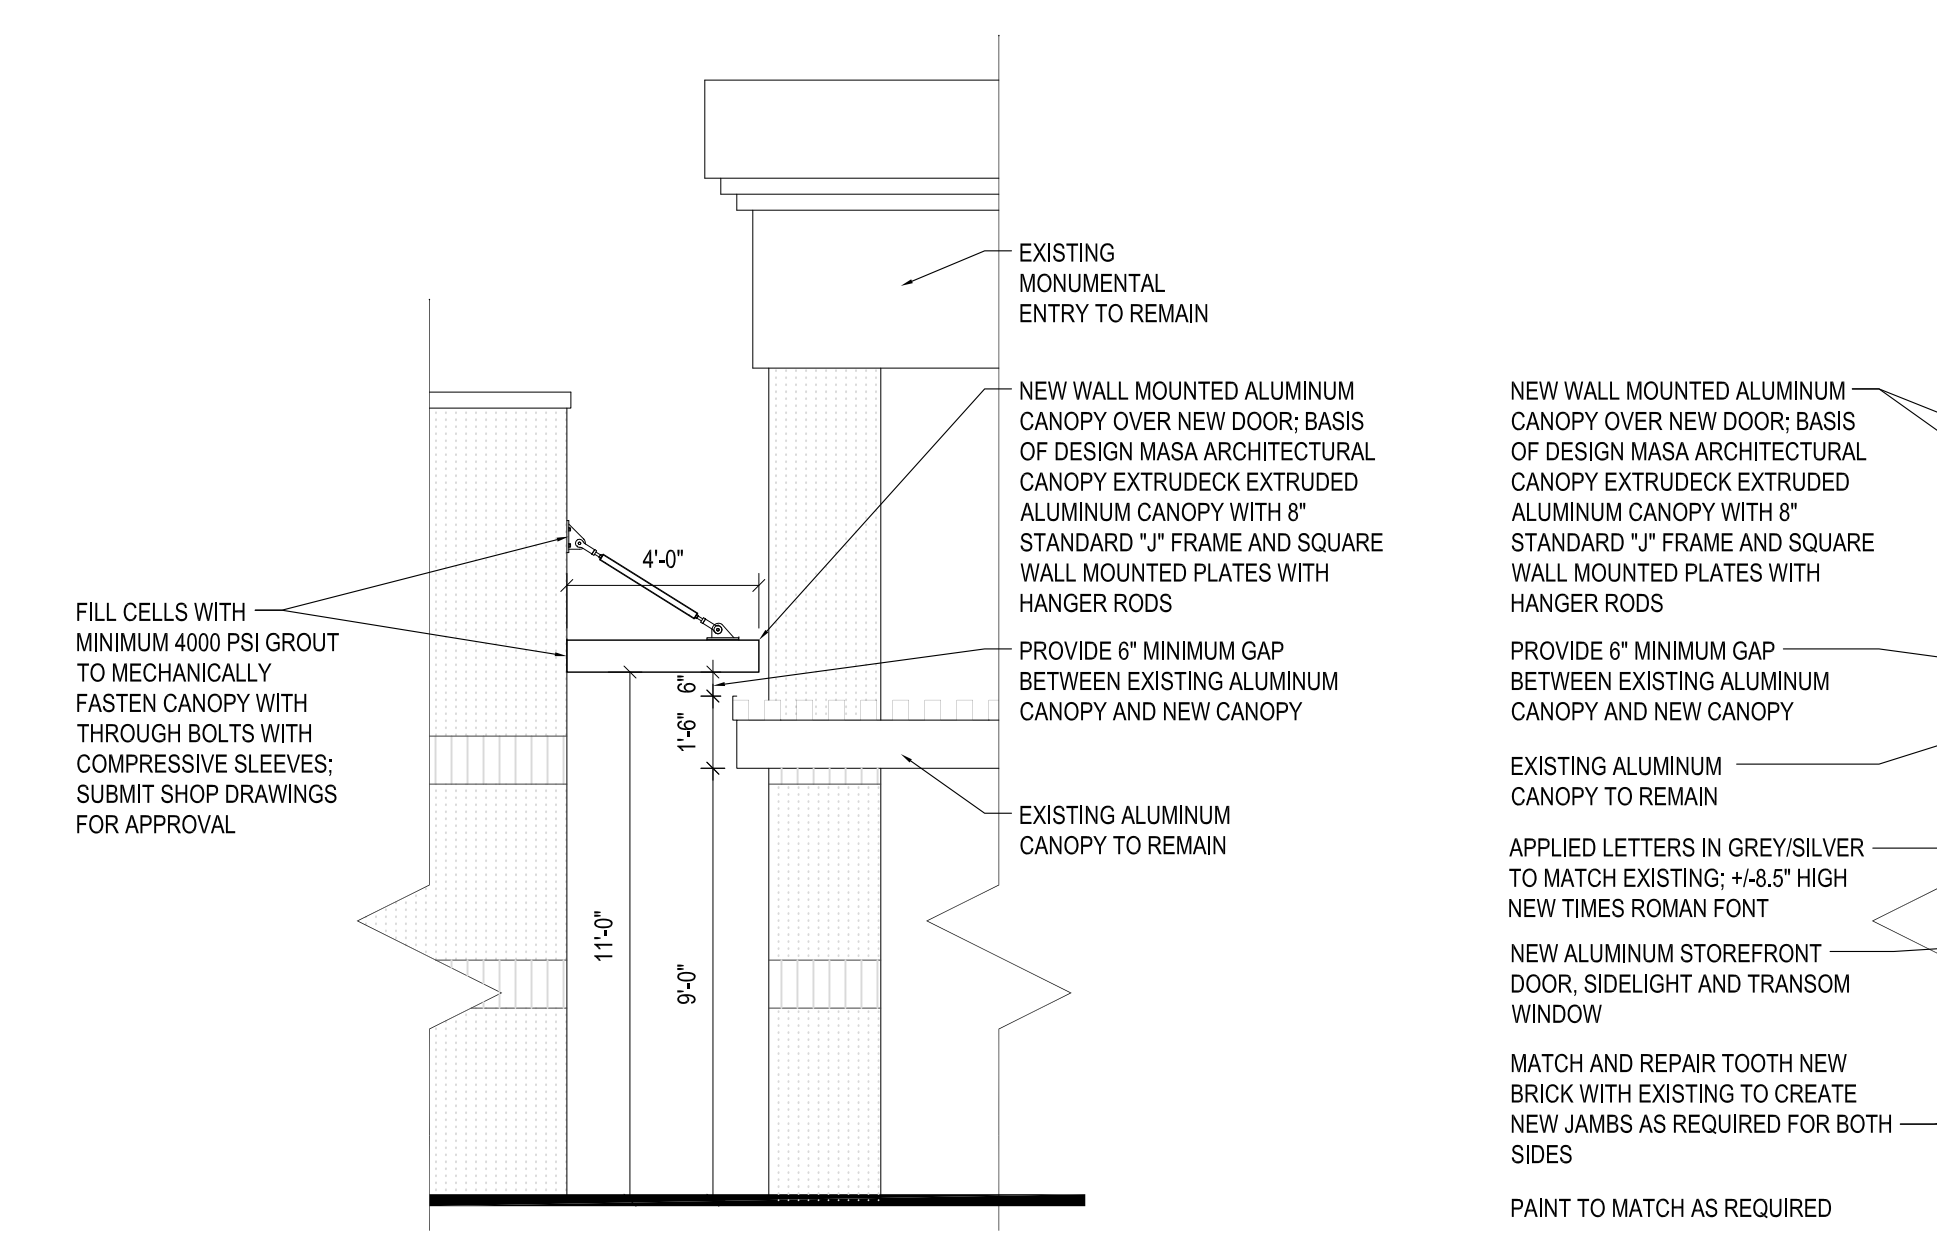 EXISTING
MONUMENTAL
ENTRY TO REMAIN
NEW WALL MOUNTED ALUMINUM
CANOPY OVER NEW DOOR; BASIS
OF DESIGN MASA ARCHITECTURAL
CANOPY EXTRUDECK EXTRUDED
ALUMINUM CANOPY WITH 8"
STANDARD "J" FRAME AND SQUARE
WALL MOUNTED PLATES WITH
HANGER RODS
PROVIDE 6" MINIMUM GAP
BETWEEN EXISTING ALUMINUM
CANOPY AND NEW CANOPY
EXISTING ALUMINUM
CANOPY TO REMAIN
4'-0"
6"
1'-6"
11'-0"
9'-0"
FILL CELLS WITH
MINIMUM 4000 PSI GROUT
TO MECHANICALLY
FASTEN CANOPY WITH
THROUGH BOLTS WITH
COMPRESSIVE SLEEVES;
SUBMIT SHOP DRAWINGS
FOR APPROVAL
NEW WALL MOUNTED ALUMINUM
CANOPY OVER NEW DOOR; BASIS
OF DESIGN MASA ARCHITECTURAL
CANOPY EXTRUDECK EXTRUDED
ALUMINUM CANOPY WITH 8"
STANDARD "J" FRAME AND SQUARE
WALL MOUNTED PLATES WITH
HANGER RODS
PROVIDE 6" MINIMUM GAP
BETWEEN EXISTING ALUMINUM
CANOPY AND NEW CANOPY
EXISTING ALUMINUM
CANOPY TO REMAIN
APPLIED LETTERS IN GREY/SILVER
TO MATCH EXISTING; +/-8.5" HIGH
NEW TIMES ROMAN FONT
NEW ALUMINUM STOREFRONT
DOOR, SIDELIGHT AND TRANSOM
WINDOW
MATCH AND REPAIR TOOTH NEW
BRICK WITH EXISTING TO CREATE
NEW JAMBS AS REQUIRED FOR BOTH
SIDES
PAINT TO MATCH AS REQUIRED